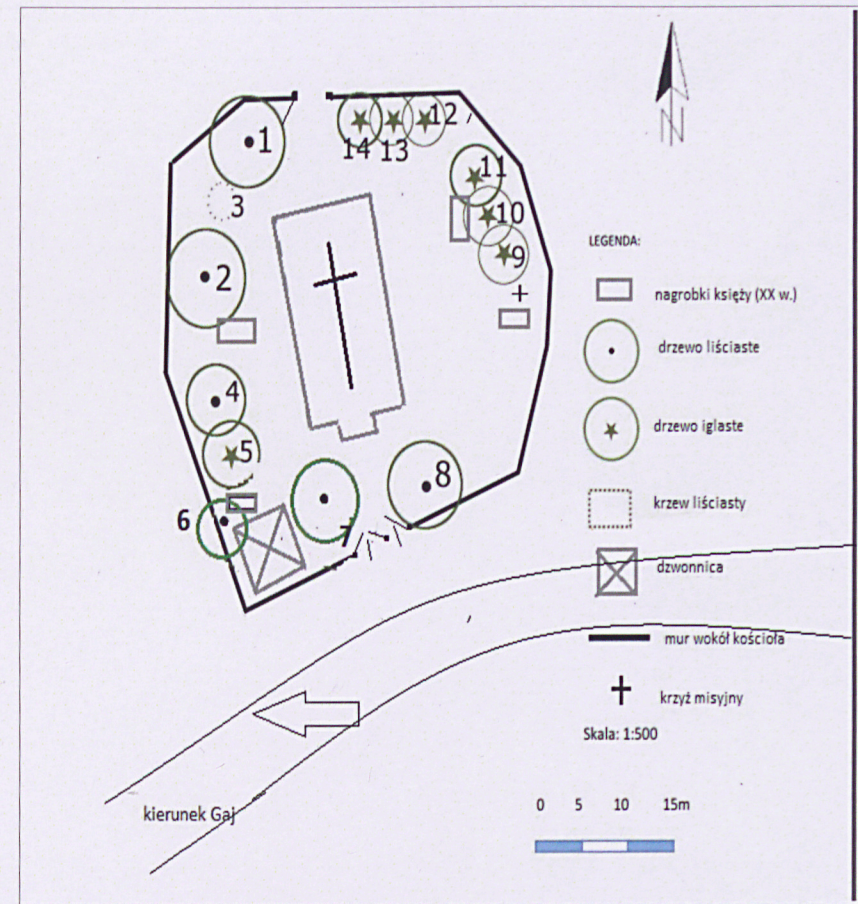 N
1
14 13 12
11
10
9
3
2
4
5
6
7
8
LEGENDA:
nagrobki księży (XX w.)
drzewo liściaste
drzewo iglaste
krzew liściasty
dzwonnica
mur wokół kościoła
krzyż misyjny
Skala: 1:500
0 5 10 15m
kierunek Gaj